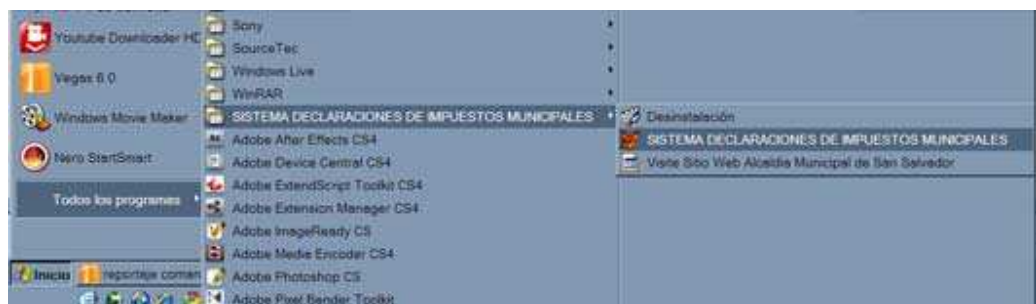 Youtube Downloader HD
Vegas 6.0
Windows Movie Maker
Nero StartSmart
Todos los programas
Inicio
reportaje comen
Sony
SourceTec
Windows Live
WinRAR
SISTEMA DECLARACIONES DE IMPUESTOS MUNICIPALES
Adobe After Effects CS4
Adobe Device Central CS4
Adobe ExtendScript Toolkit CS4
Adobe Extension Manager CS4
Adobe ImageReady CS
Adobe Media Encoder CS4
Adobe Photoshop CS
Adobe Pixel Bender Toolkit
Desinstalación
SISTEMA DECLARACIONES DE IMPUESTOS MUNICIPALES
Visite Sitio Web Alcaldía Municipal de San Salvador